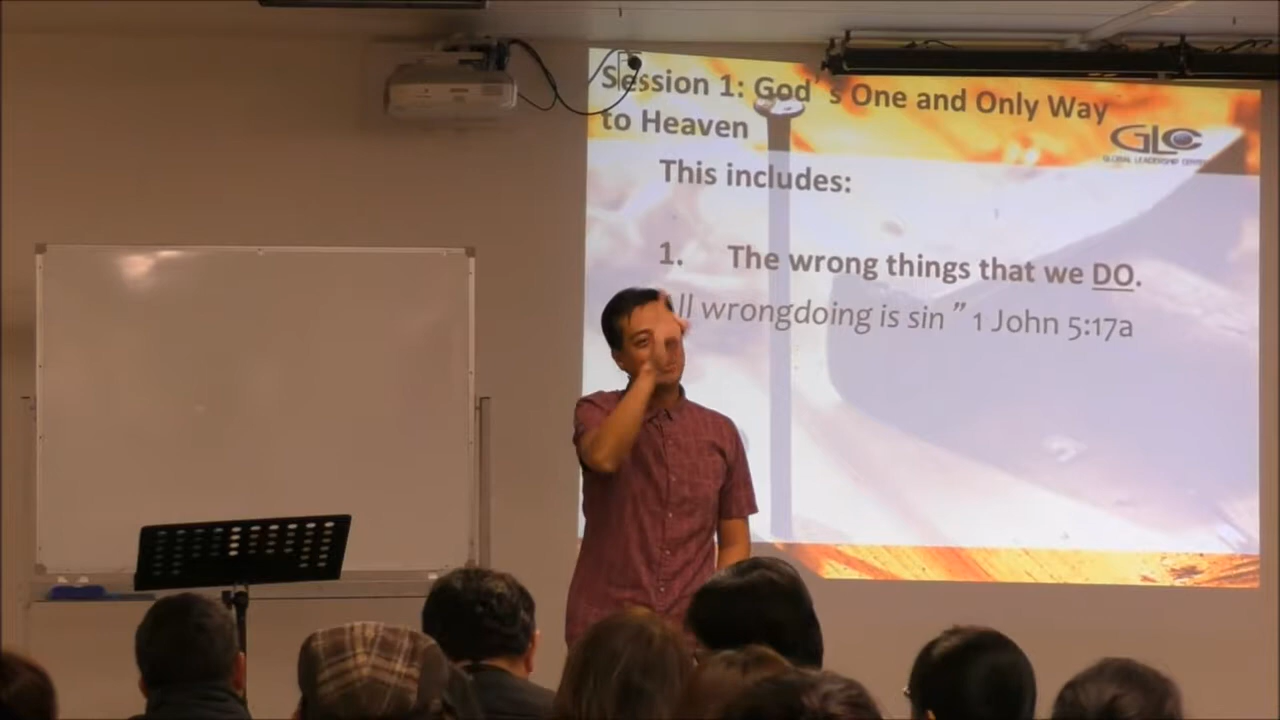 Session 1: God's One and Only Way
to Heaven
GLC
GLOBAL LEADERSHIP CENTER
This includes:
1. The wrong things that we DO.
ll wrongdoing is sin” 1 John 5:17a